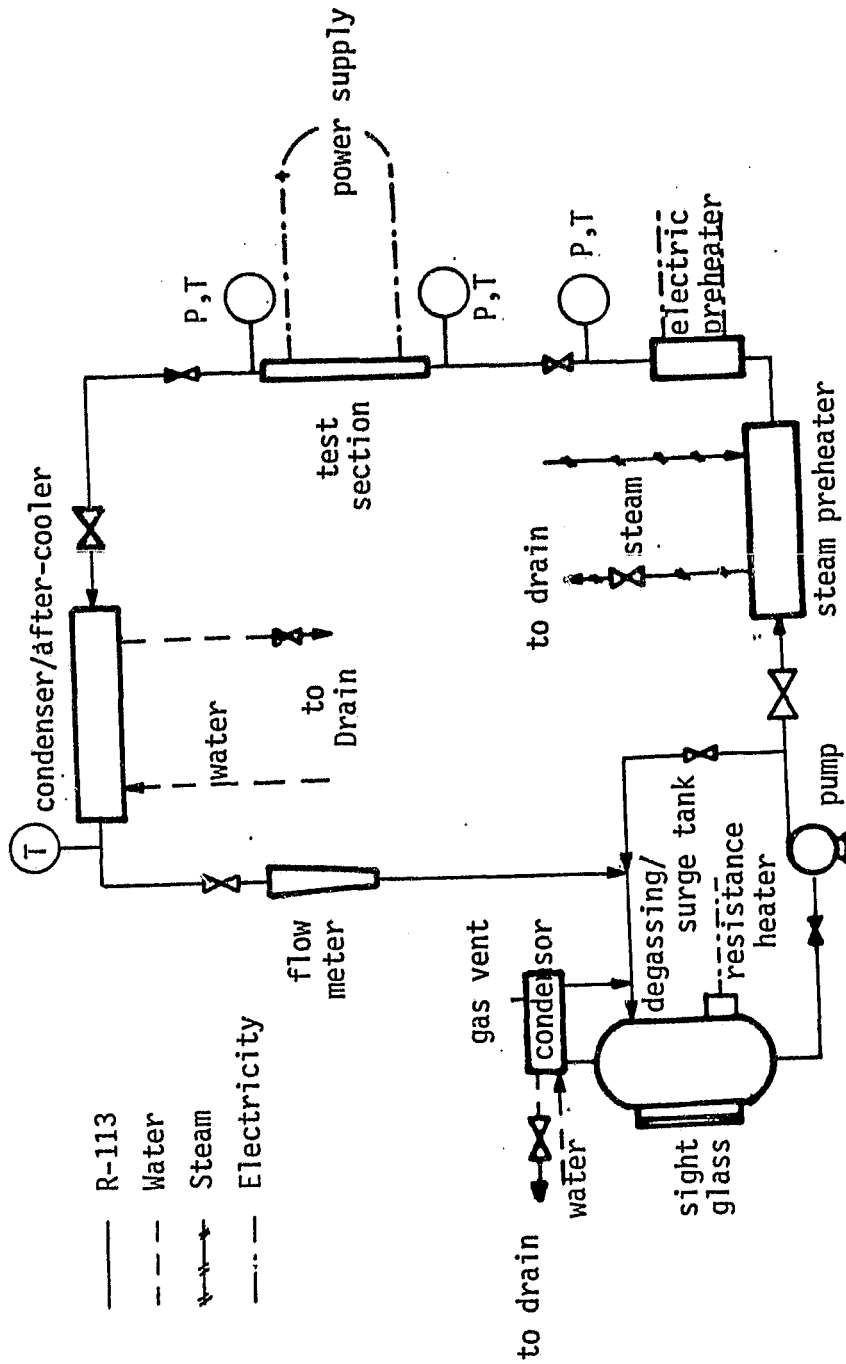 R-113
Water
Steam
Electricity
T
condenser/after-cooler
water
to
Drain
flow
meter
P,T
test
section
power supply
P,T
P,T
electric
preheater
to drain
steam
steam preheater
gas vent
condensor
to drain
water
degassing/
surge tank
resistance
heater
sight
glass
pump